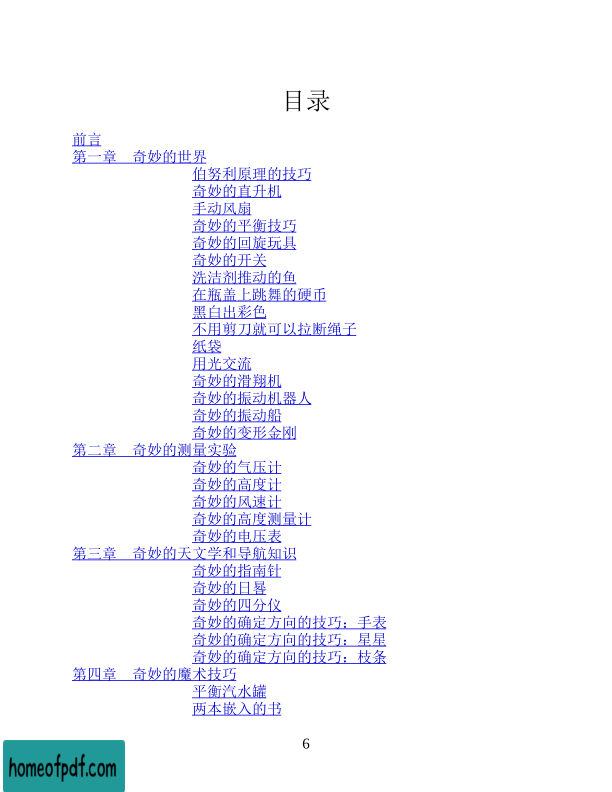 目录
前言
第一章　奇妙的世界
伯努利原理的技巧
奇妙的直升机
手动风扇
奇妙的平衡技巧
奇妙的回旋玩具
奇妙的开关
洗洁剂推动的鱼
在瓶盖上跳舞的硬币
黑白出彩色
不用剪刀就可以拉断绳子
纸袋
用光交流
奇妙的滑翔机
奇妙的振动机器人
奇妙的振动船
奇妙的变形金刚
第二章　奇妙的测量实验
奇妙的气压计
奇妙的高度计
奇妙的风速计
奇妙的高度测量计
奇妙的电压表
第三章　奇妙的天文学和导航知识
奇妙的指南针
奇妙的日晷
奇妙的四分仪
奇妙的确定方向的技巧：手表
奇妙的确定方向的技巧：星星
奇妙的确定方向的技巧：枝条
第四章　奇妙的魔术技巧
平衡汽水罐
两本嵌入的书
6
homeofpdf.com